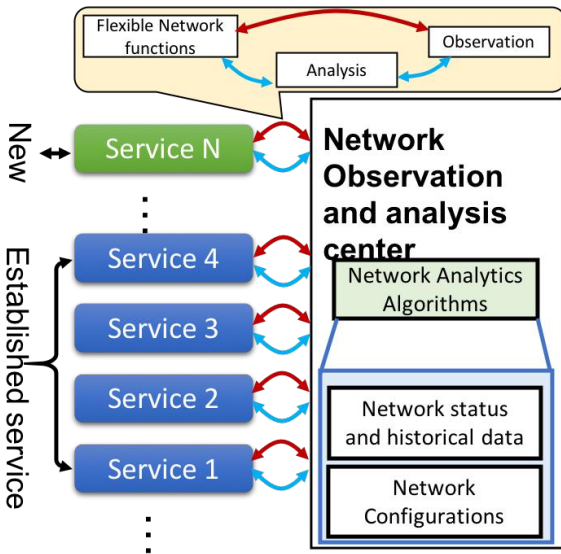 Flexible Network
functions
Observation
Analysis
New
Service N
Network
Observation
and analysis
center
Established service
Service 4
Service 3
Service 2
Service 1
Network Analytics
Algorithms
Network status
and historical data
Network
Configurations